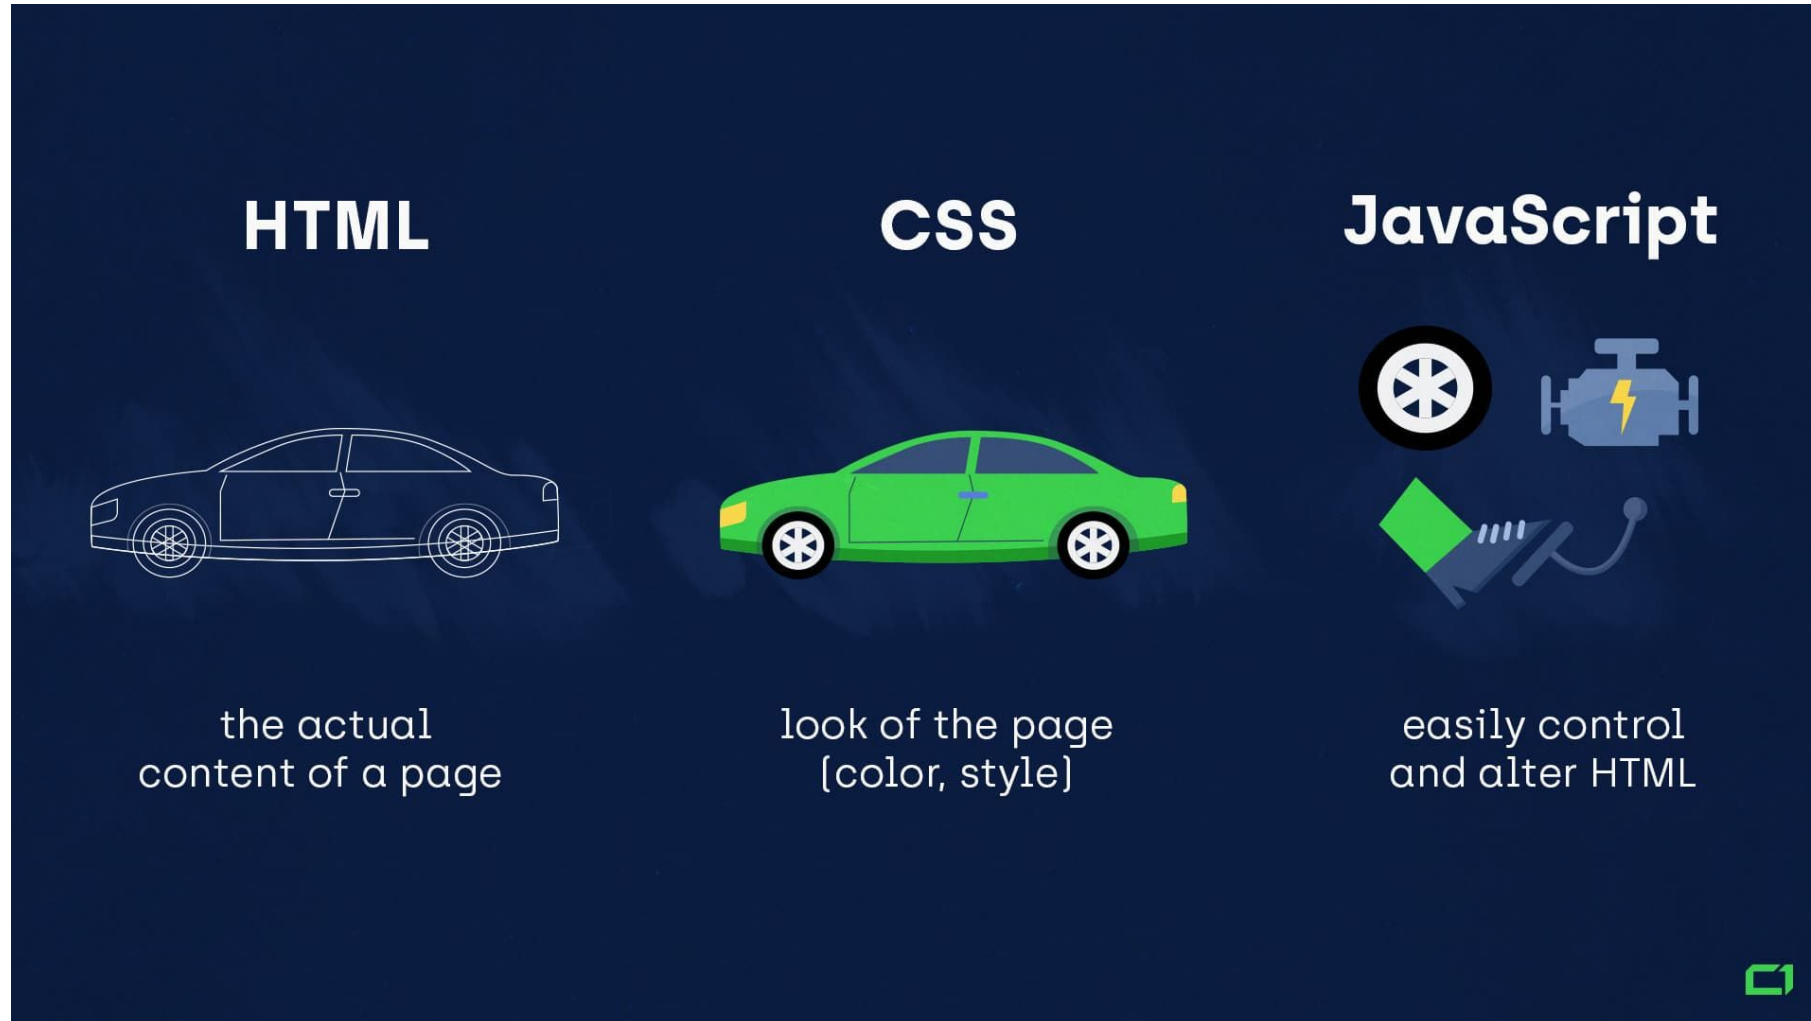 HTML
the actual
content of a page
CSS
look of the page
(color, style)
JavaScript
easily control
and alter HTML
C1